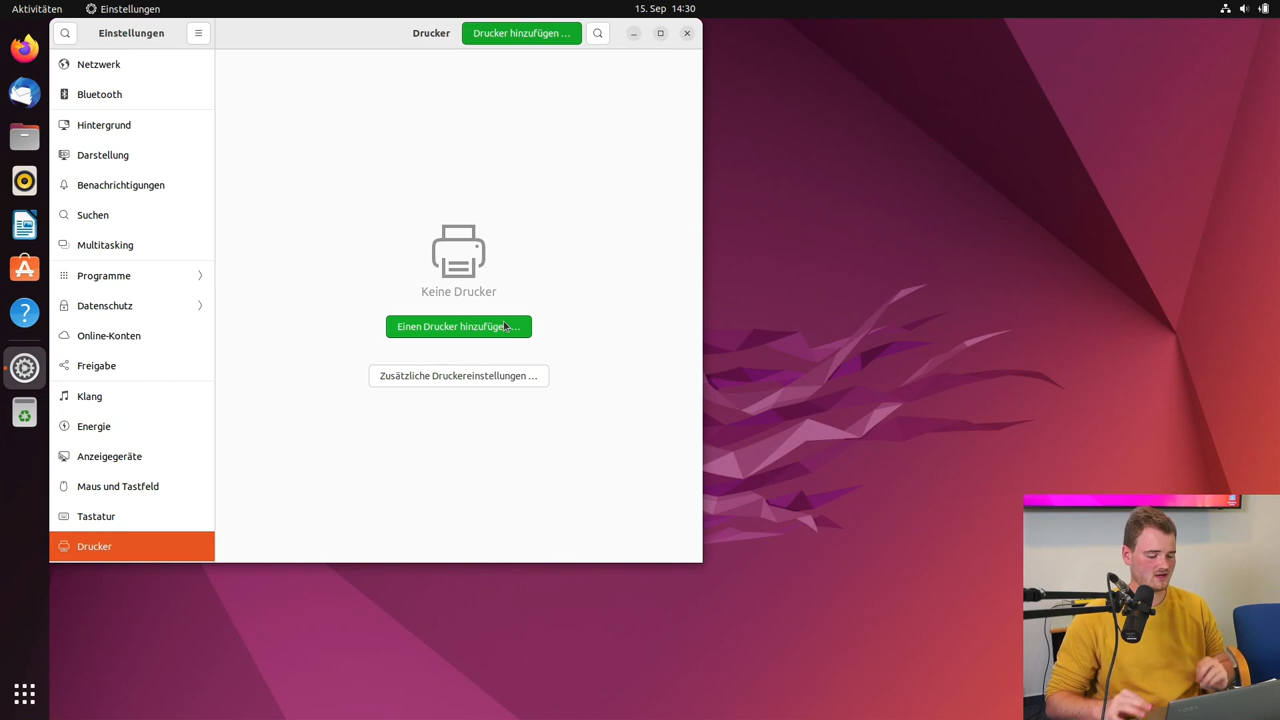 Aktivitäten
Einstellungen
15. Sep 14:30
Einstellungen
Drucker
Drucker hinzufügen …
Netzwerk
Bluetooth
Hintergrund
Darstellung
Benachrichtigungen
Suchen
Multitasking
Programme
Datenschutz
Online-Konten
Freigabe
Klang
Energie
Anzeigegeräte
Maus und Tastfeld
Tastatur
Drucker
Keine Drucker
Einen Drucker hinzufügen …
Zusätzliche Druckereinstellungen …